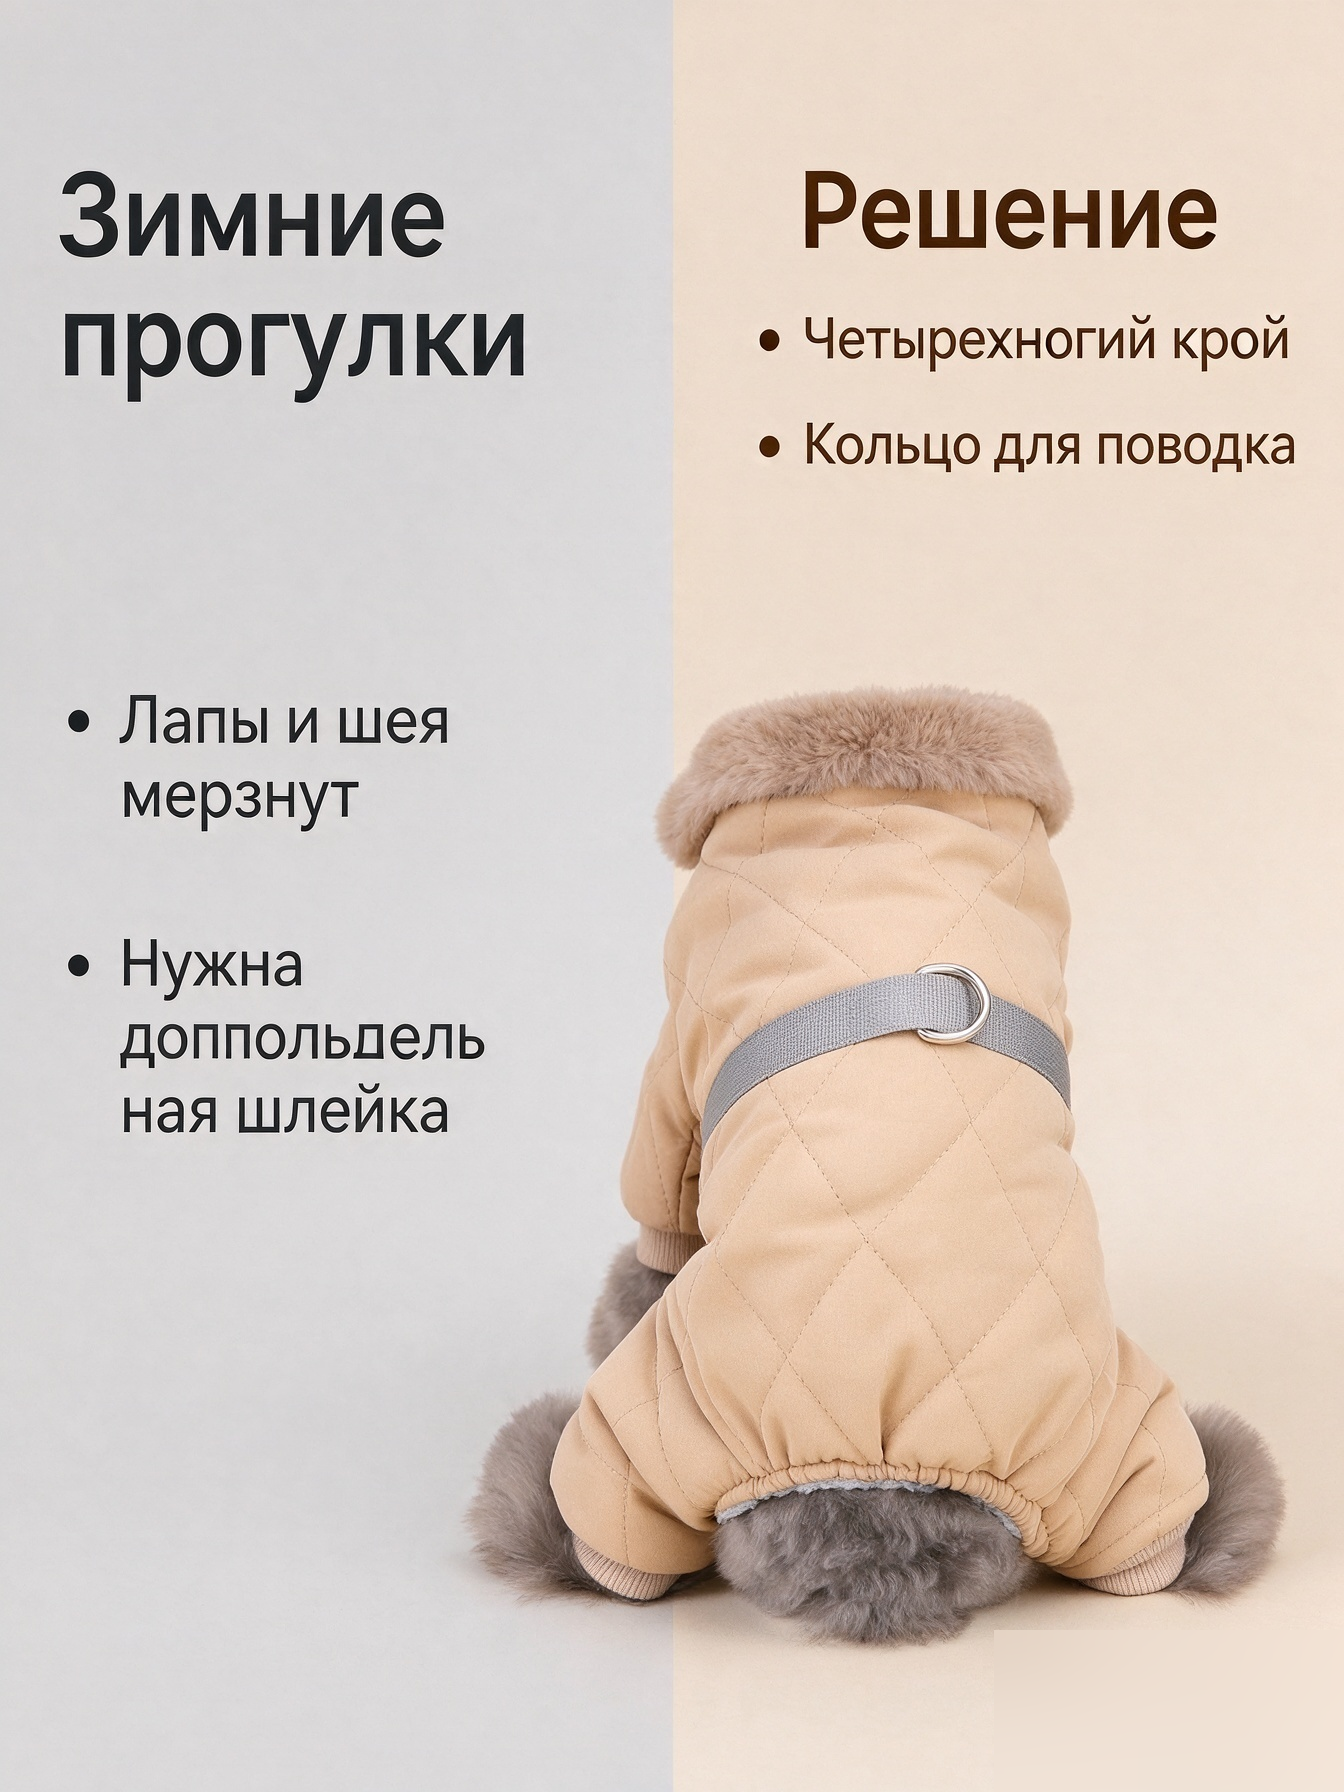 Зимние
прогулки
Лапы и шея
мерзнут
Нужна
доппольдель
ная шлейка
Решение
Четырехногий крой
Кольцо для поводка